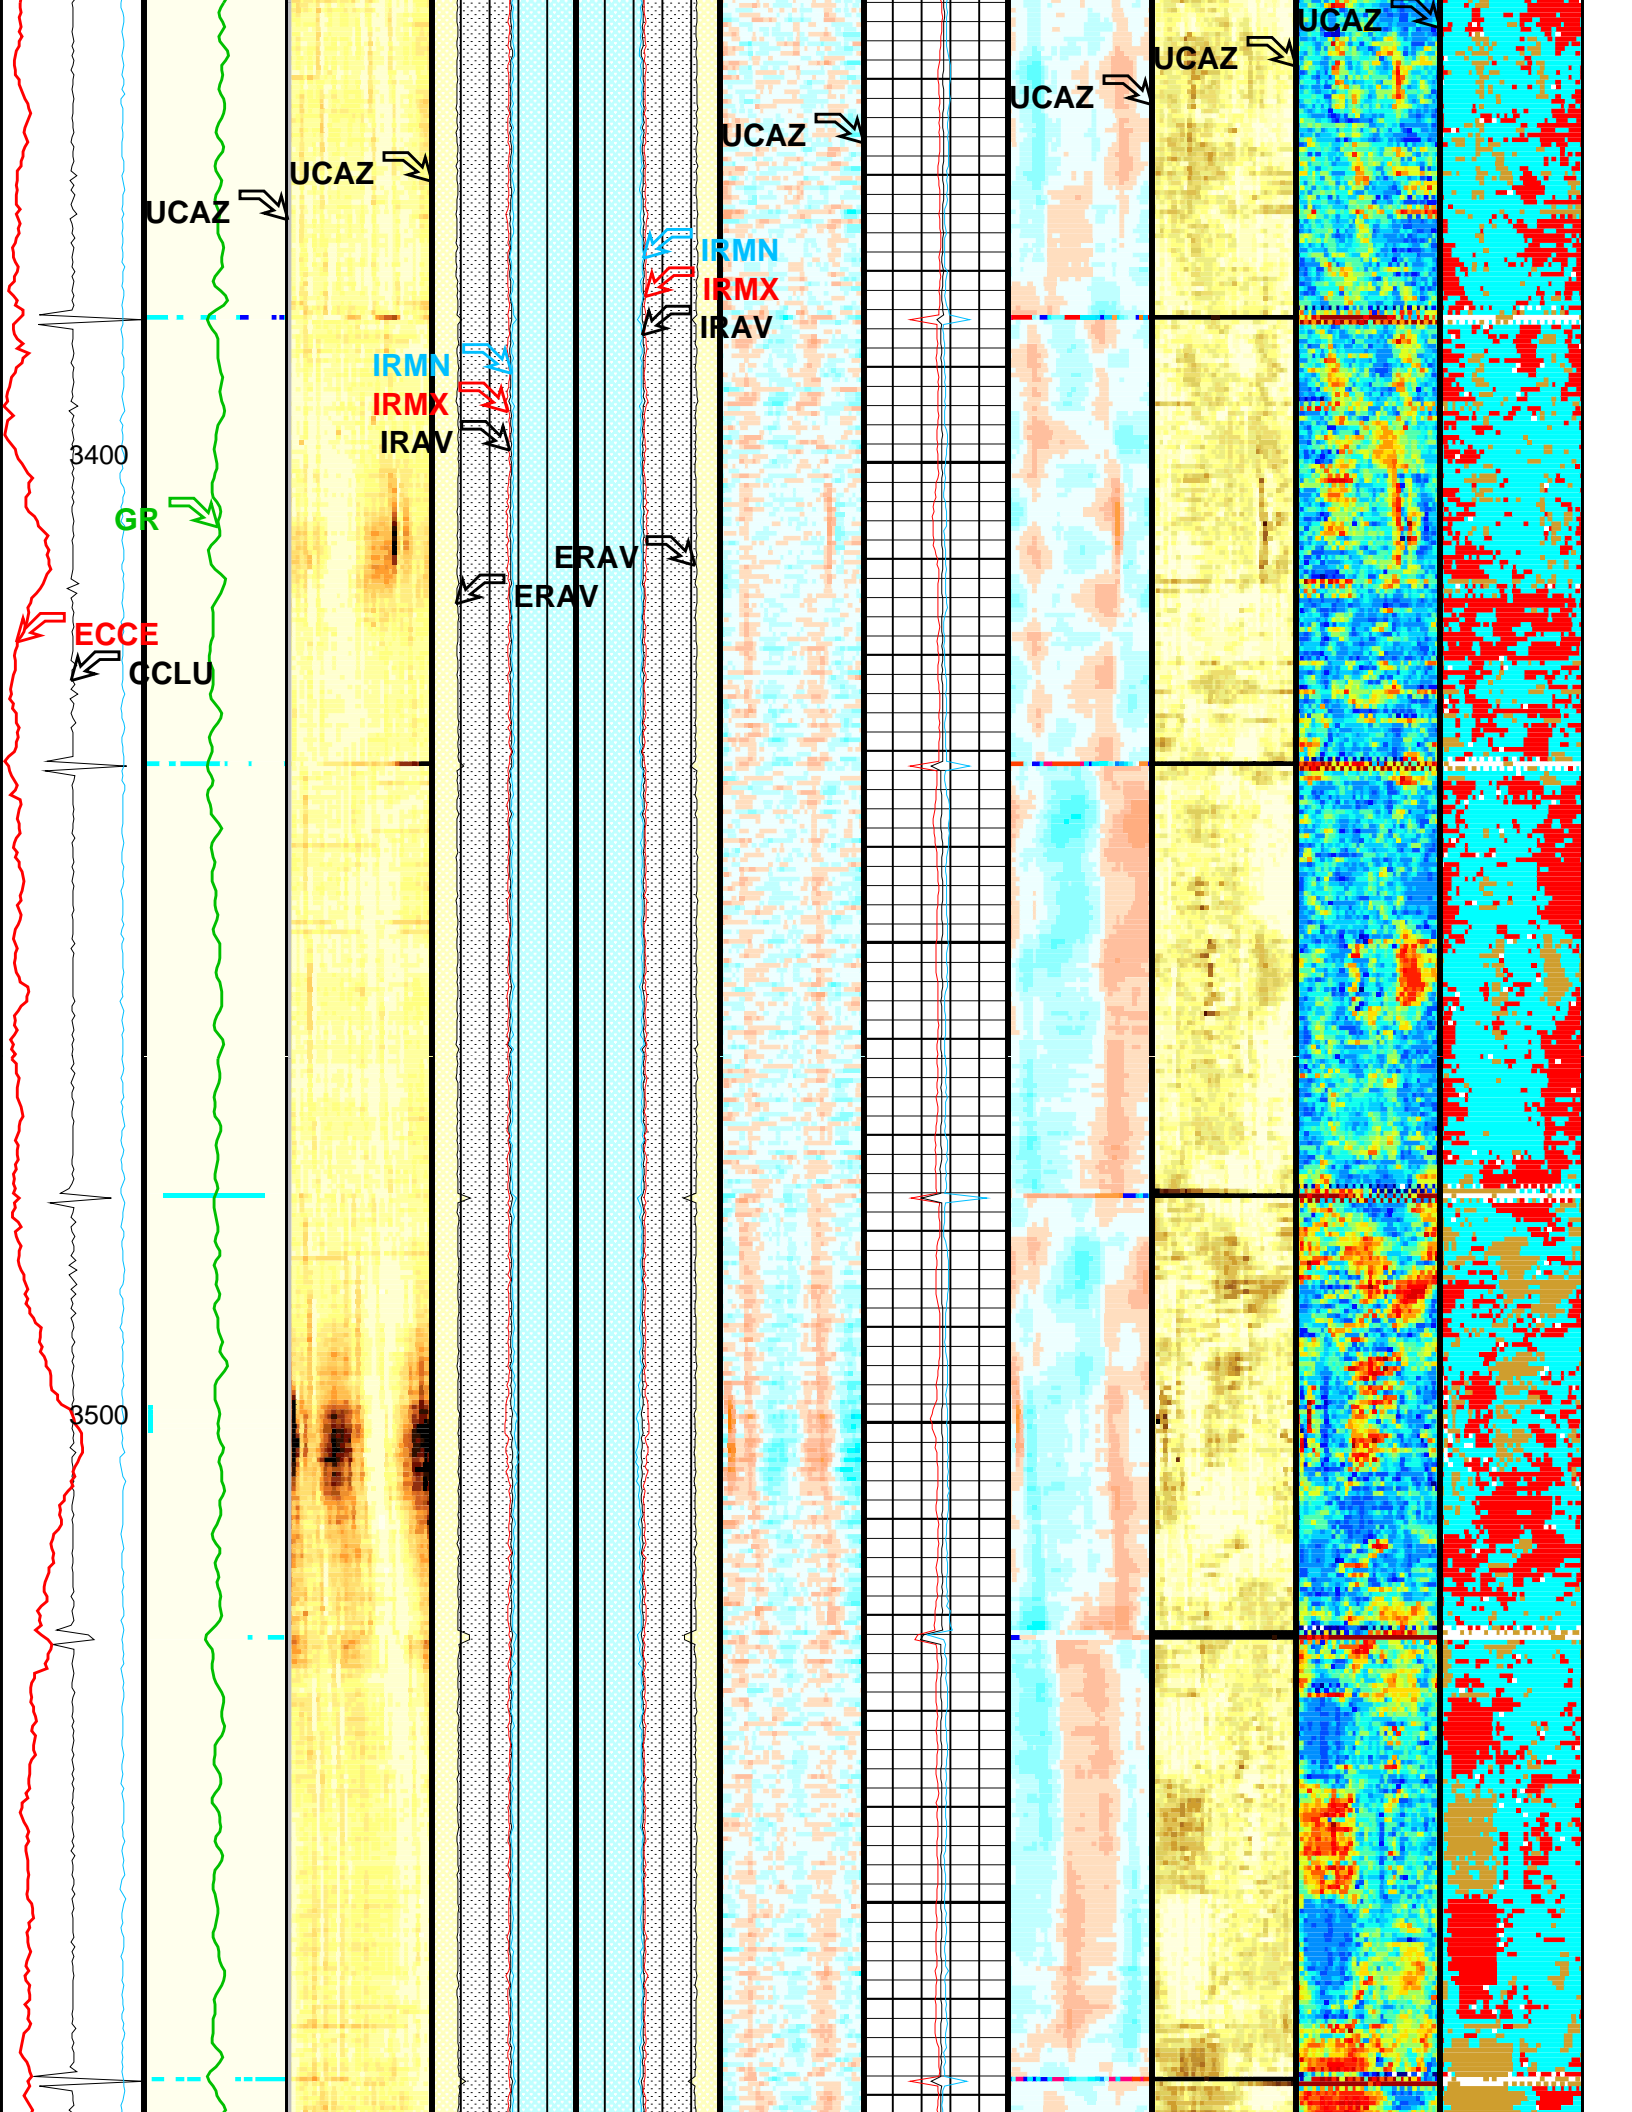 UCAZ
UCAZ
UCAZ
UCAZ
UCAZ
UCAZ
IRMN
IRMX
IRAV
IRMN
IRMX
IRAV
3400
GR
ERAV
ERAV
ECCE
CCLU
3500